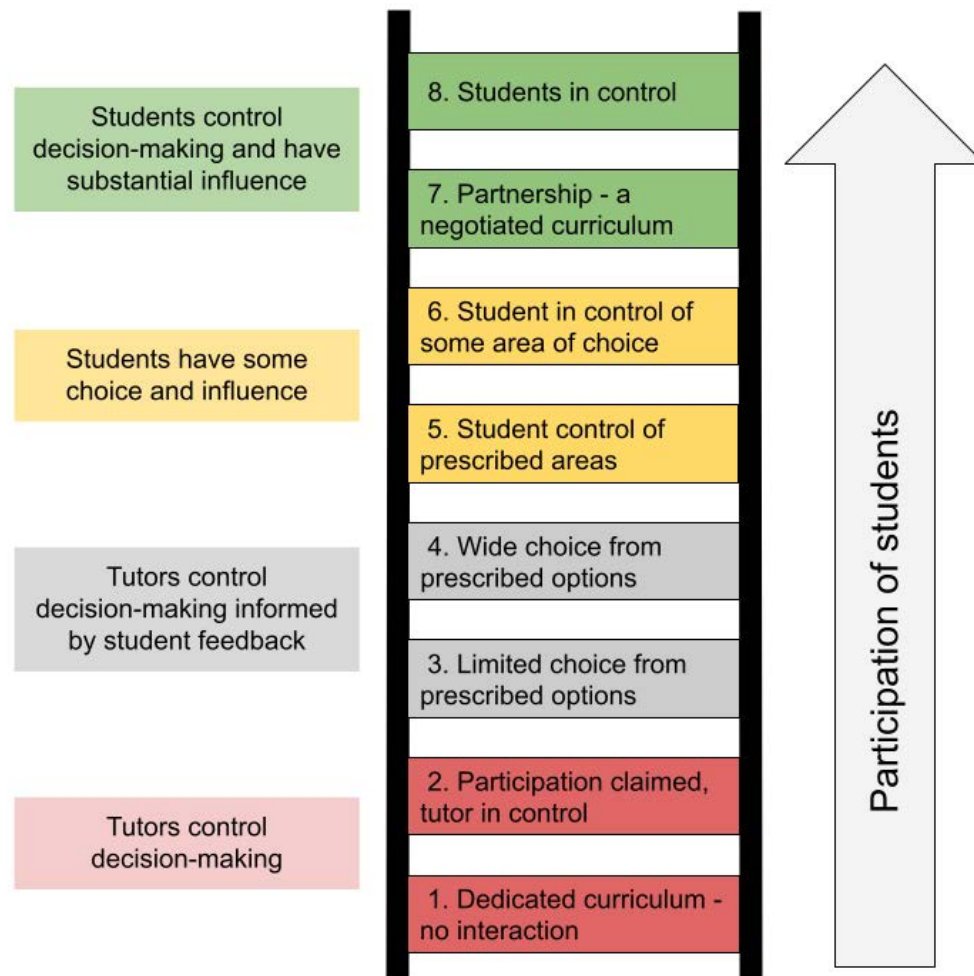 Students control
decision-making and have
substantial influence
8. Students in control
7. Partnership - a
negotiated curriculum
Students have some
choice and influence
6. Student in control of
some area of choice
5. Student control of
prescribed areas
Tutors control
decision-making informed
by student feedback
4. Wide choice from
prescribed options
3. Limited choice from
prescribed options
Tutors control
decision-making
2. Participation claimed,
tutor in control
1. Dedicated curriculum -
no interaction
Participation of students